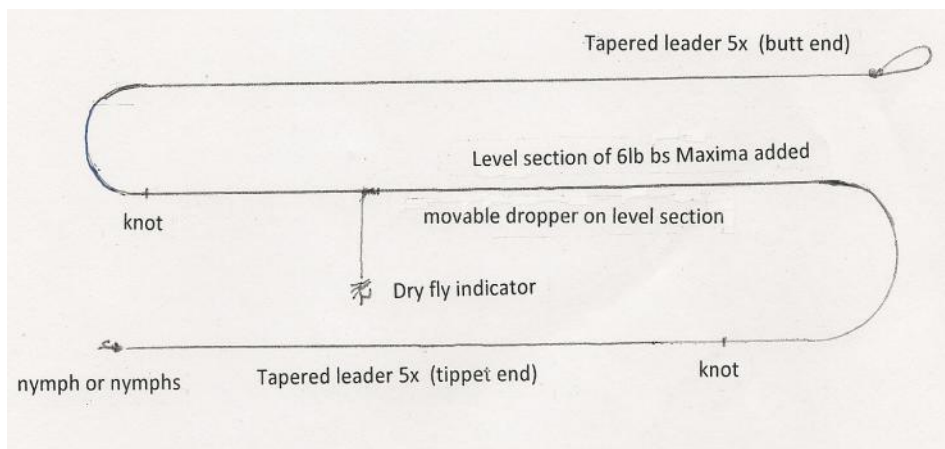 Tapered leader 5x (butt end)
Level section of 6lb bs Maxima added
knot
movable dropper on level section
Dry fly indicator
nymph or nymphs
Tapered leader 5x (tippet end)
knot